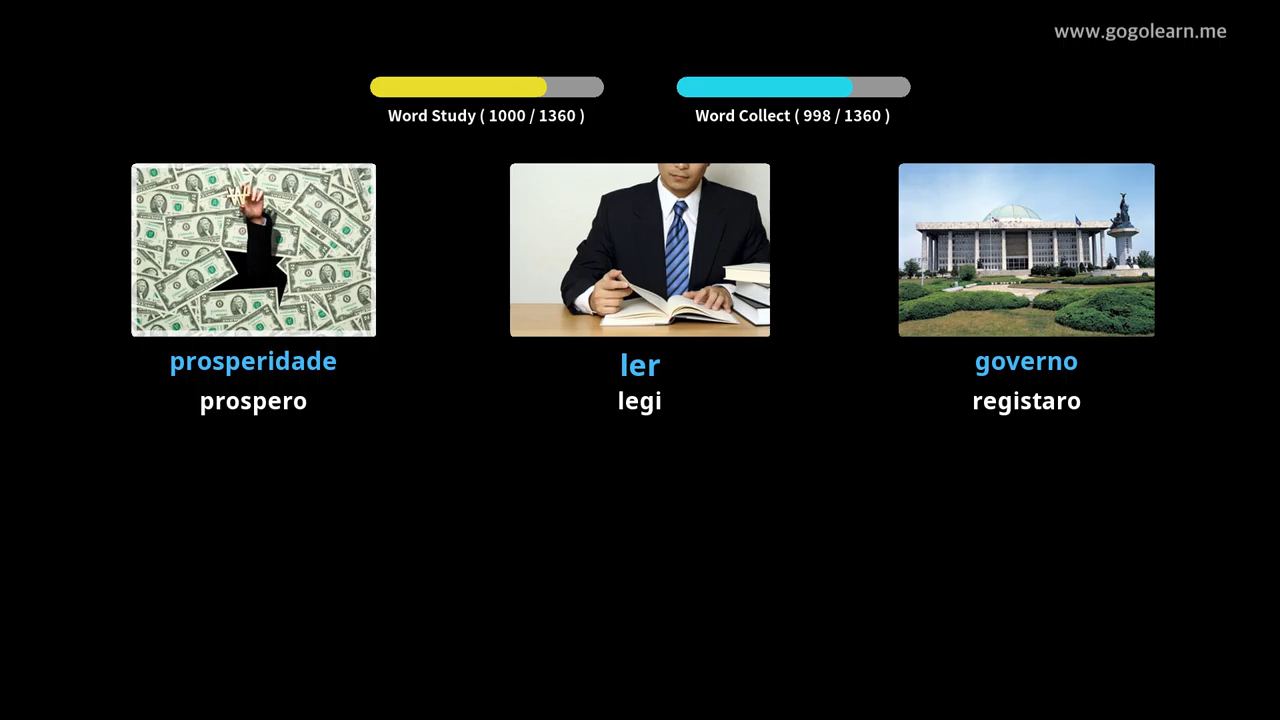 www.gogolearn.me
Word Study ( 1000 / 1360 )
Word Collect ( 998 / 1360 )
prosperidade
prospero
ler
legi
governo
registaro